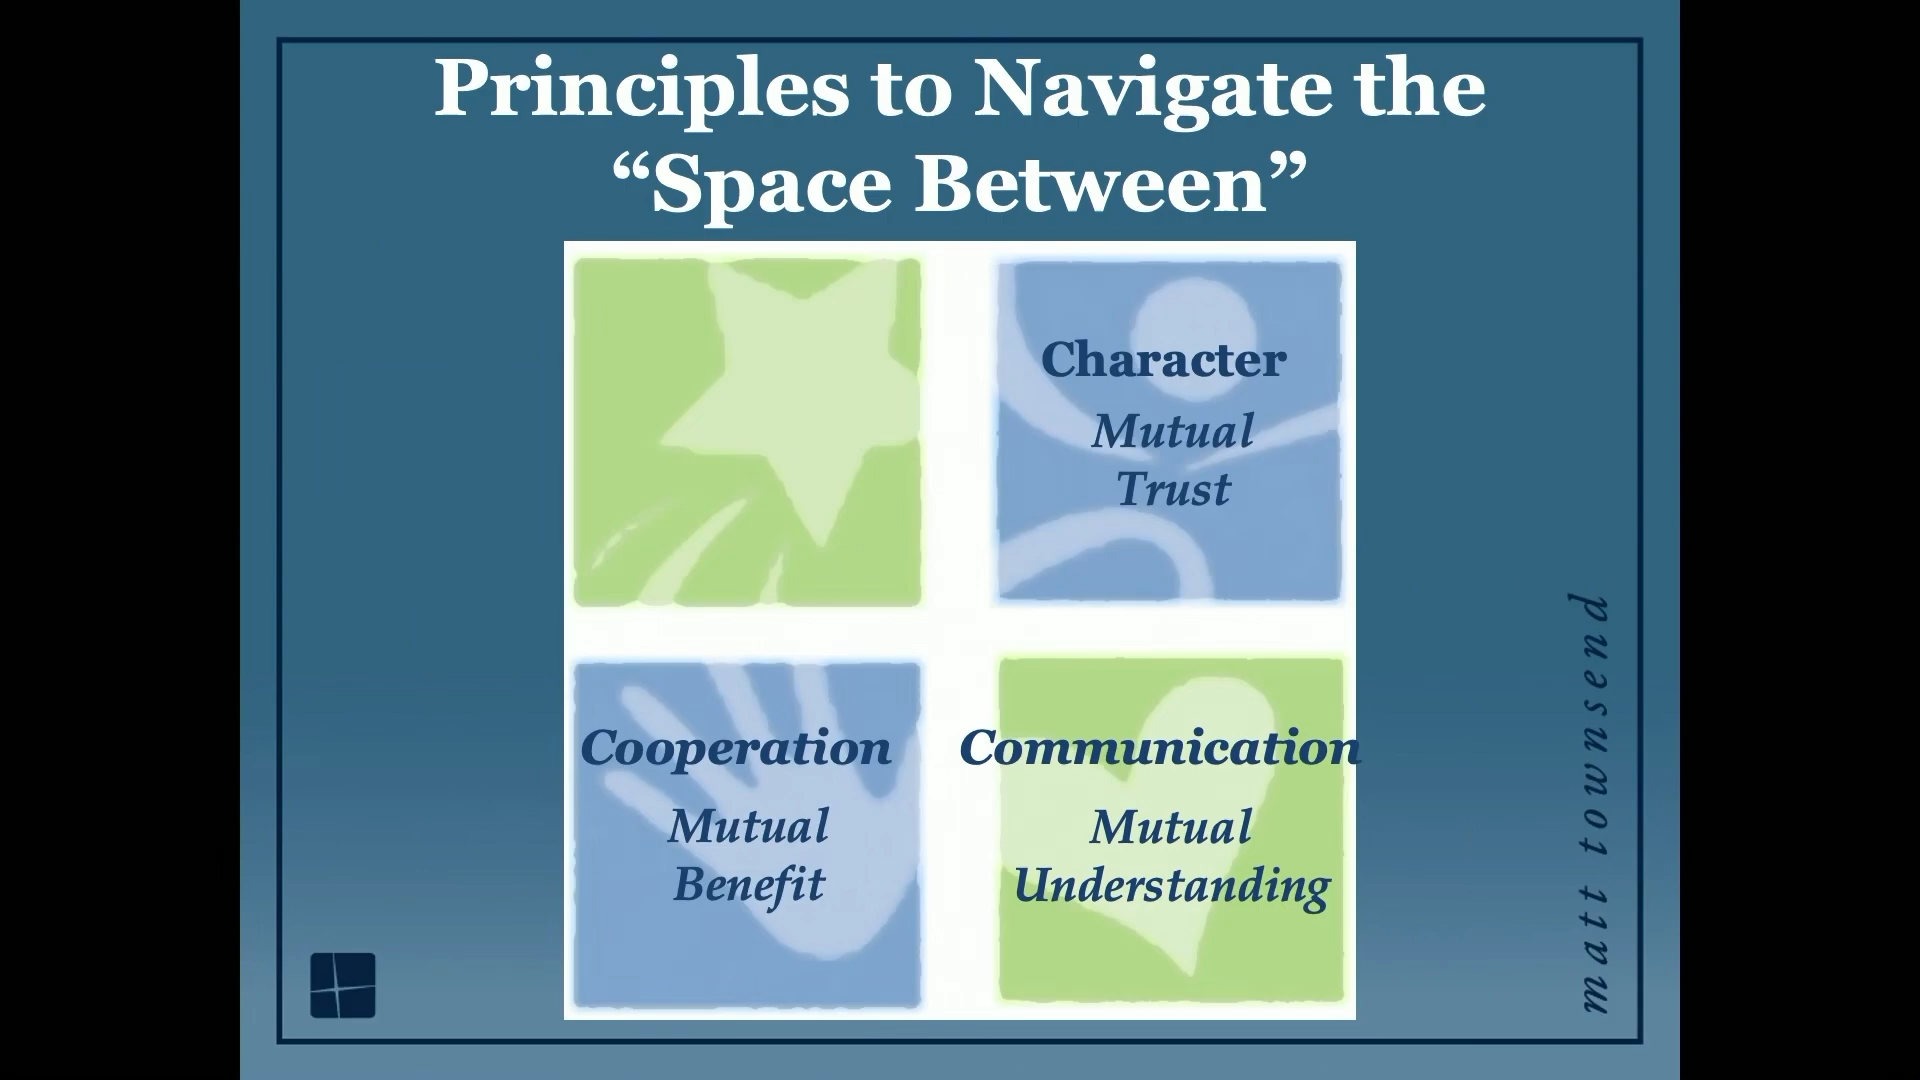 Principles to Navigate the
“Space Between”
Character
Mutual
Trust
Cooperation
Mutual
Benefit
Communication
Mutual
Understanding
matt townsend